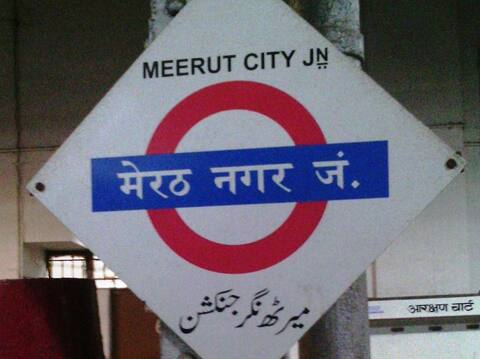 MEERUT CITY JN
मेरठ नगर जं.
میرٹھ نگر جنکشن
आरक्षण चार्ट